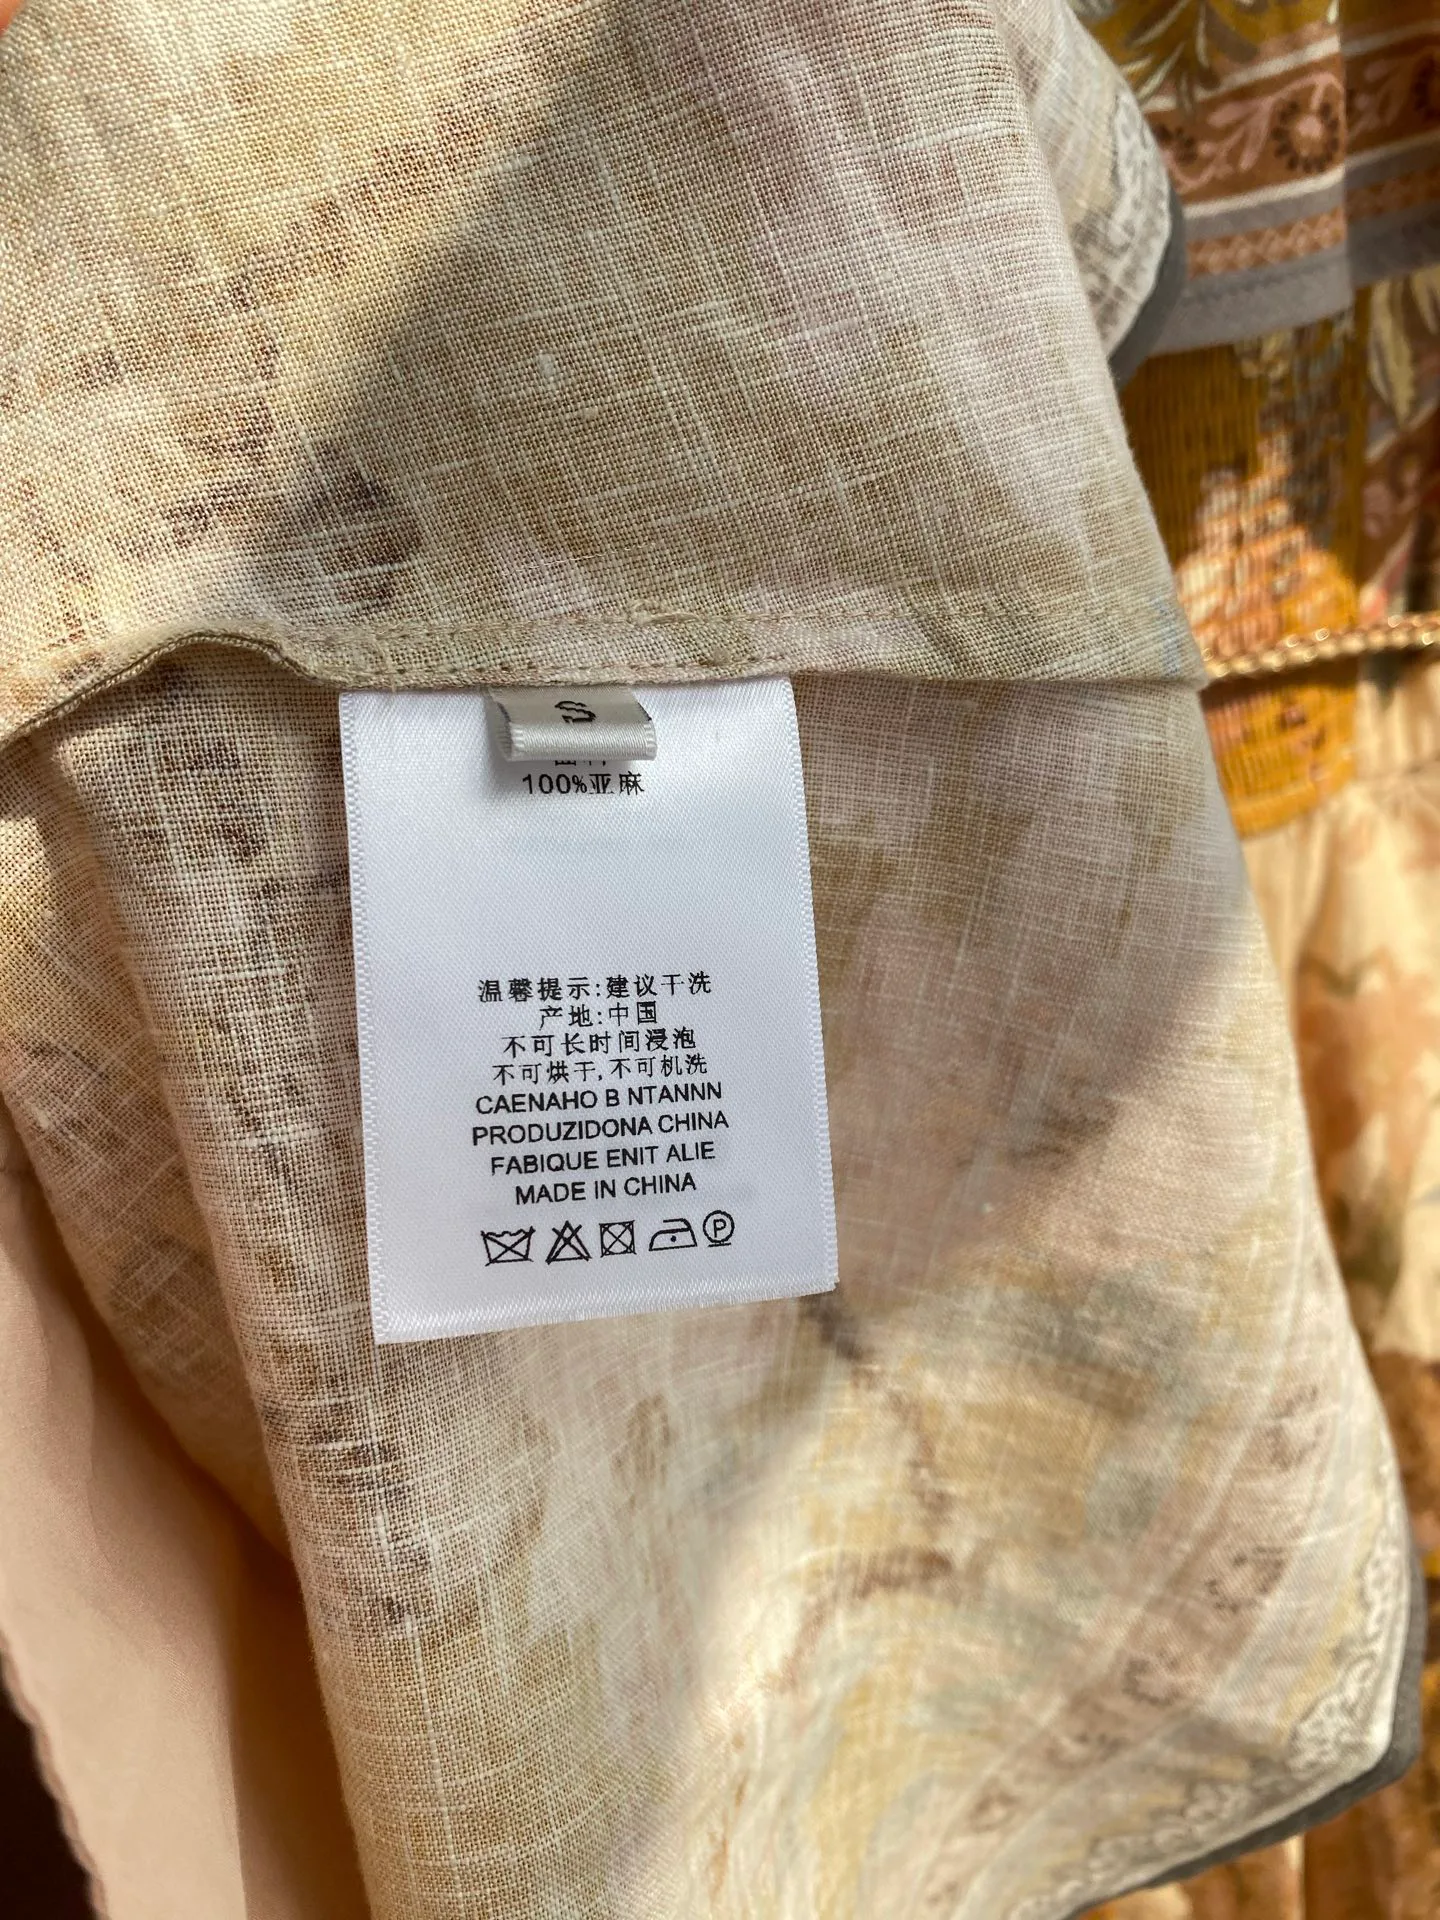 S
100%亚麻
温馨提示:建议干洗
产地:中国
不可长时间浸泡
不可烘干,不可机洗
CAENAHO B NTANNN
PRODUZIDONA CHINA
FABIQUE ENIT ALIE
MADE IN CHINA
P